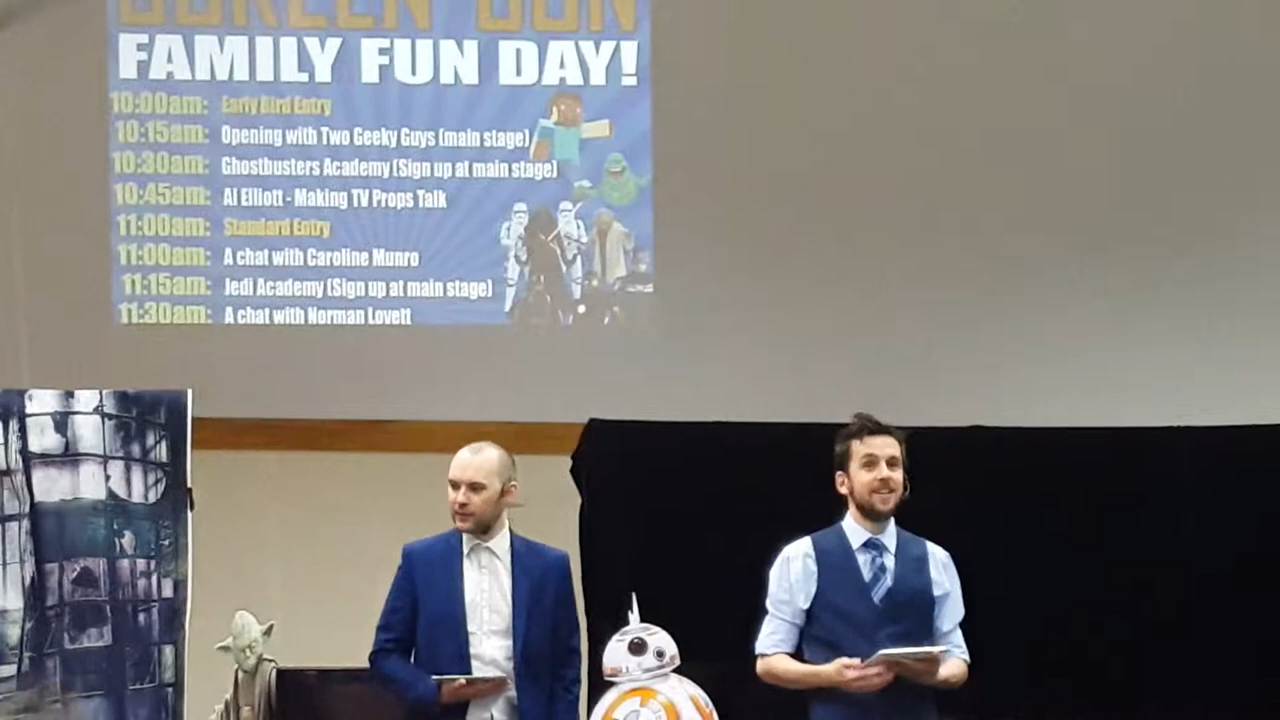 SCREEN CON
FAMILY FUN DAY!
10:00am: Early Bird Entry
10:15am: Opening with Two Geeky Guys (main stage)
10:30am: Ghostbusters Academy (Sign up at main stage)
10:45am: Al Elliott - Making TV Props Talk
11:00am: Standard Entry
11:00am: A chat with Caroline Munro
11:15am: Jedi Academy (Sign up at main stage)
11:30am: A chat with Norman Lovett